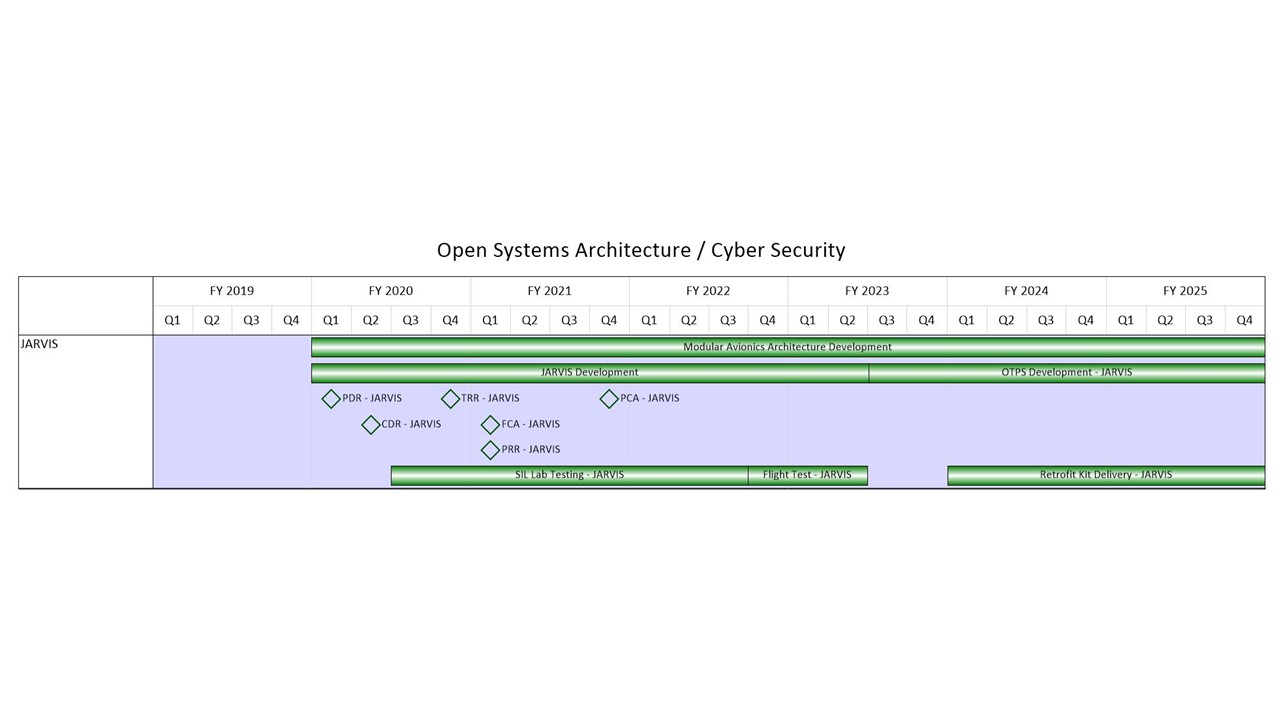 Open Systems Architecture / Cyber Security
FY 2019 FY 2020 FY 2021 FY 2022 FY 2023 FY 2024 FY 2025
Q1 Q2 Q3 Q4 Q1 Q2 Q3 Q4 Q1 Q2 Q3 Q4 Q1 Q2 Q3 Q4 Q1 Q2 Q3 Q4 Q1 Q2 Q3 Q4 Q1 Q2 Q3 Q4
JARVIS Modular Avionics Architecture Development
JARVIS Development OTPS Development - JARVIS
PDR - JARVIS TRR - JARVIS PCA - JARVIS
CDR - JARVIS FCA - JARVIS
PRR - JARVIS
SIL Lab Testing - JARVIS Flight Test - JARVIS Retrofit Kit Delivery - JARVIS